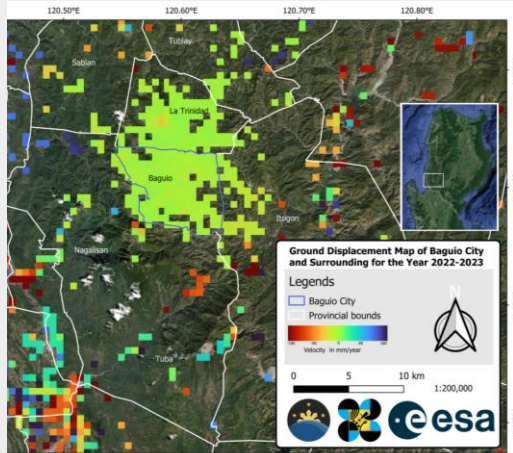 120.50°E
120.60°E
120.70°E
120.80°E
Tublay
Sablan
La Trinidad
Baguio
Itogon
Nagalisan
Tuba
Ground Displacement Map of Baguio City
and Surrounding for the Year 2022-2023
Legends
Baguio City
Provincial bounds
0
Velocity in mm/year
N
0 5 10 km
1:200,000
esa